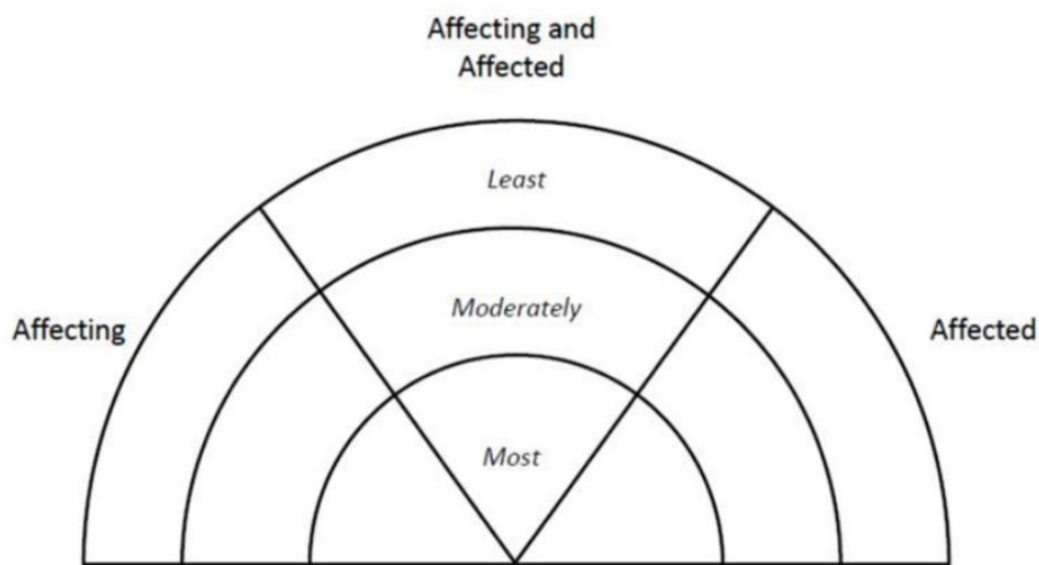 Affecting and
Affected
Least
Moderately
Affecting
Affected
Most